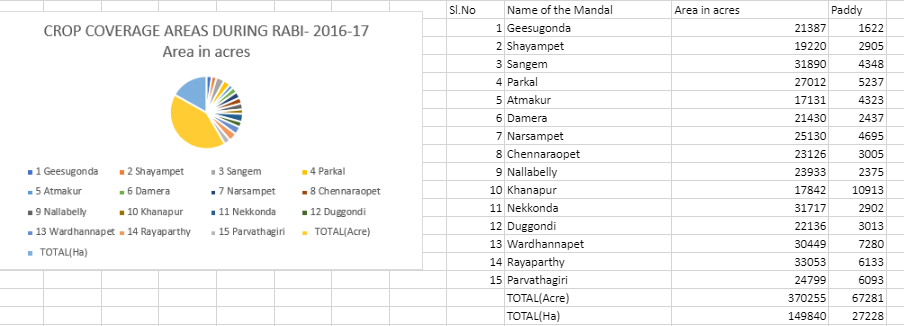 CROP COVERAGE AREAS DURING RABI- 2016-17
Area in acres
1 Geesugonda 2 Shayampet 3 Sangem 4 Parkal
5 Atmakur 6 Damera 7 Narsampet 8 Chennaraopet
9 Nallabelly 10 Khanapur 11 Nekkonda 12 Duggondi
13 Wardhannapet 14 Rayaparthy 15 Parvathagiri TOTAL(Acre)
TOTAL(Ha)
Sl.No Name of the Mandal Area in acres Paddy
1 Geesugonda 21387 1622
2 Shayampet 19220 2905
3 Sangem 31890 4348
4 Parkal 27012 5237
5 Atmakur 17131 4323
6 Damera 21430 2437
7 Narsampet 25130 4695
8 Chennaraopet 23126 3005
9 Nallabelly 23933 2375
10 Khanapur 17842 10913
11 Nekkonda 31717 2902
12 Duggondi 22136 3013
13 Wardhannapet 30449 7280
14 Rayaparthy 33053 6133
15 Parvathagiri 24799 6093
TOTAL(Acre) 370255 67281
TOTAL(Ha) 149840 27228